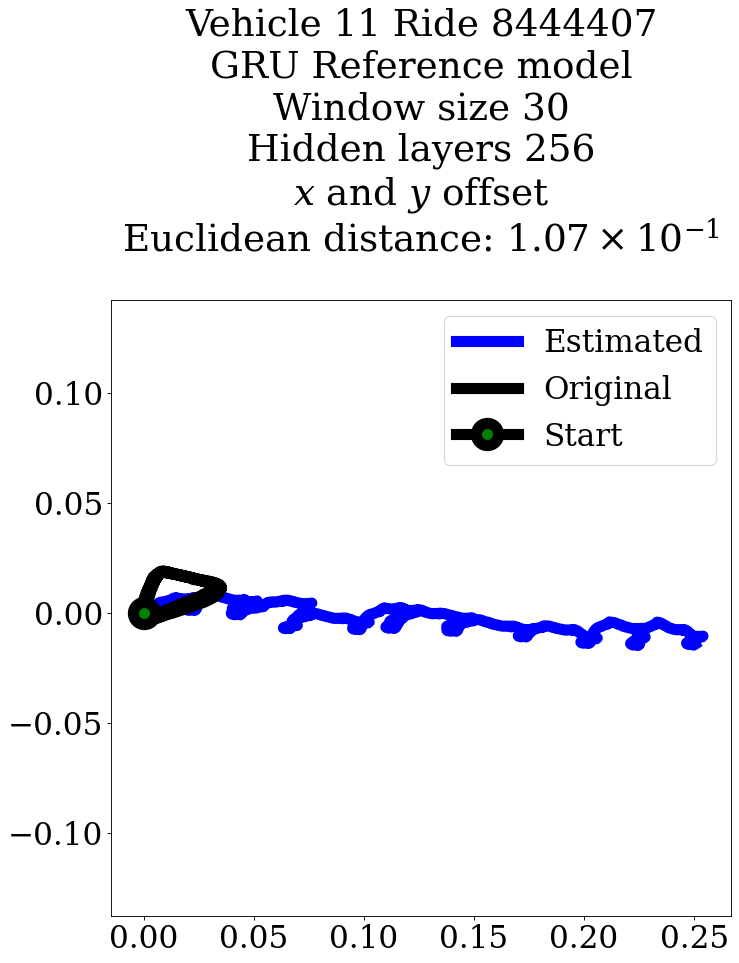 Vehicle 11 Ride 8444407
GRU Reference model
Window size 30
Hidden layers 256
x and y offset
Euclidean distance: 1.07 × 10⁻¹
Estimated
Original
Start
0.10
0.05
0.00
−0.05
−0.10
0.00 0.05 0.10 0.15 0.20 0.25